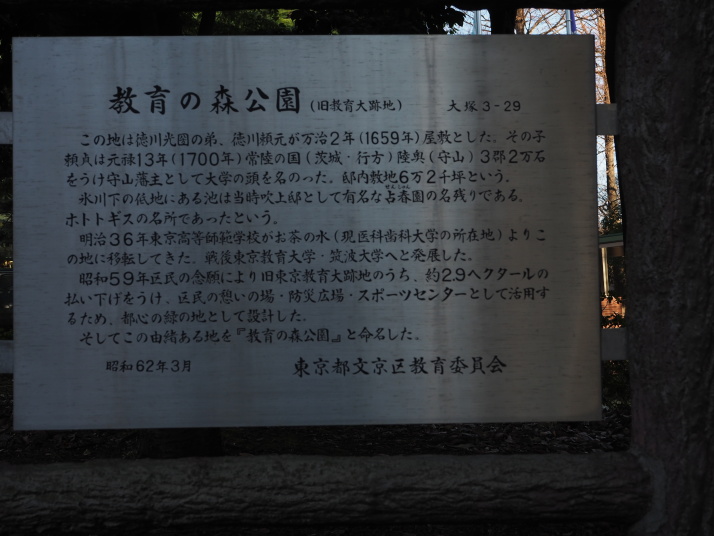 教育の森公園 (旧教育大跡地) 大塚3-29
この地は徳川光圀の弟、徳川頼元が万治2年(1659年)屋敷とした。その子
頼貞は元禄13年(1700年)常陸の国(茨城・行方)陸奥(守山)3郡2万石
をうけ守山藩主として大学の頭を名のった。邸内敷地6万2千坪という。
氷川下の低地にある池は当時吹上邸として有名な占春園の名残りである。
せんしゅん
ホトトギスの名所であったという。
明治36年東京高等師範学校がお茶の水(現医科歯科大学の所在地)よりこ
の地に移転してきた。戦後東京教育大学・筑波大学へと発展した。
昭和59年区民の念願により旧東京教育大跡地のうち、約2.9ヘクタールの
払い下げをうけ、区民の憩いの場・防災広場・スポーツセンターとして活用す
るため、都心の緑の地として設計した。
そしてこの由緒ある地を『教育の森公園』と命名した。
昭和62年3月 東京都文京区教育委員会